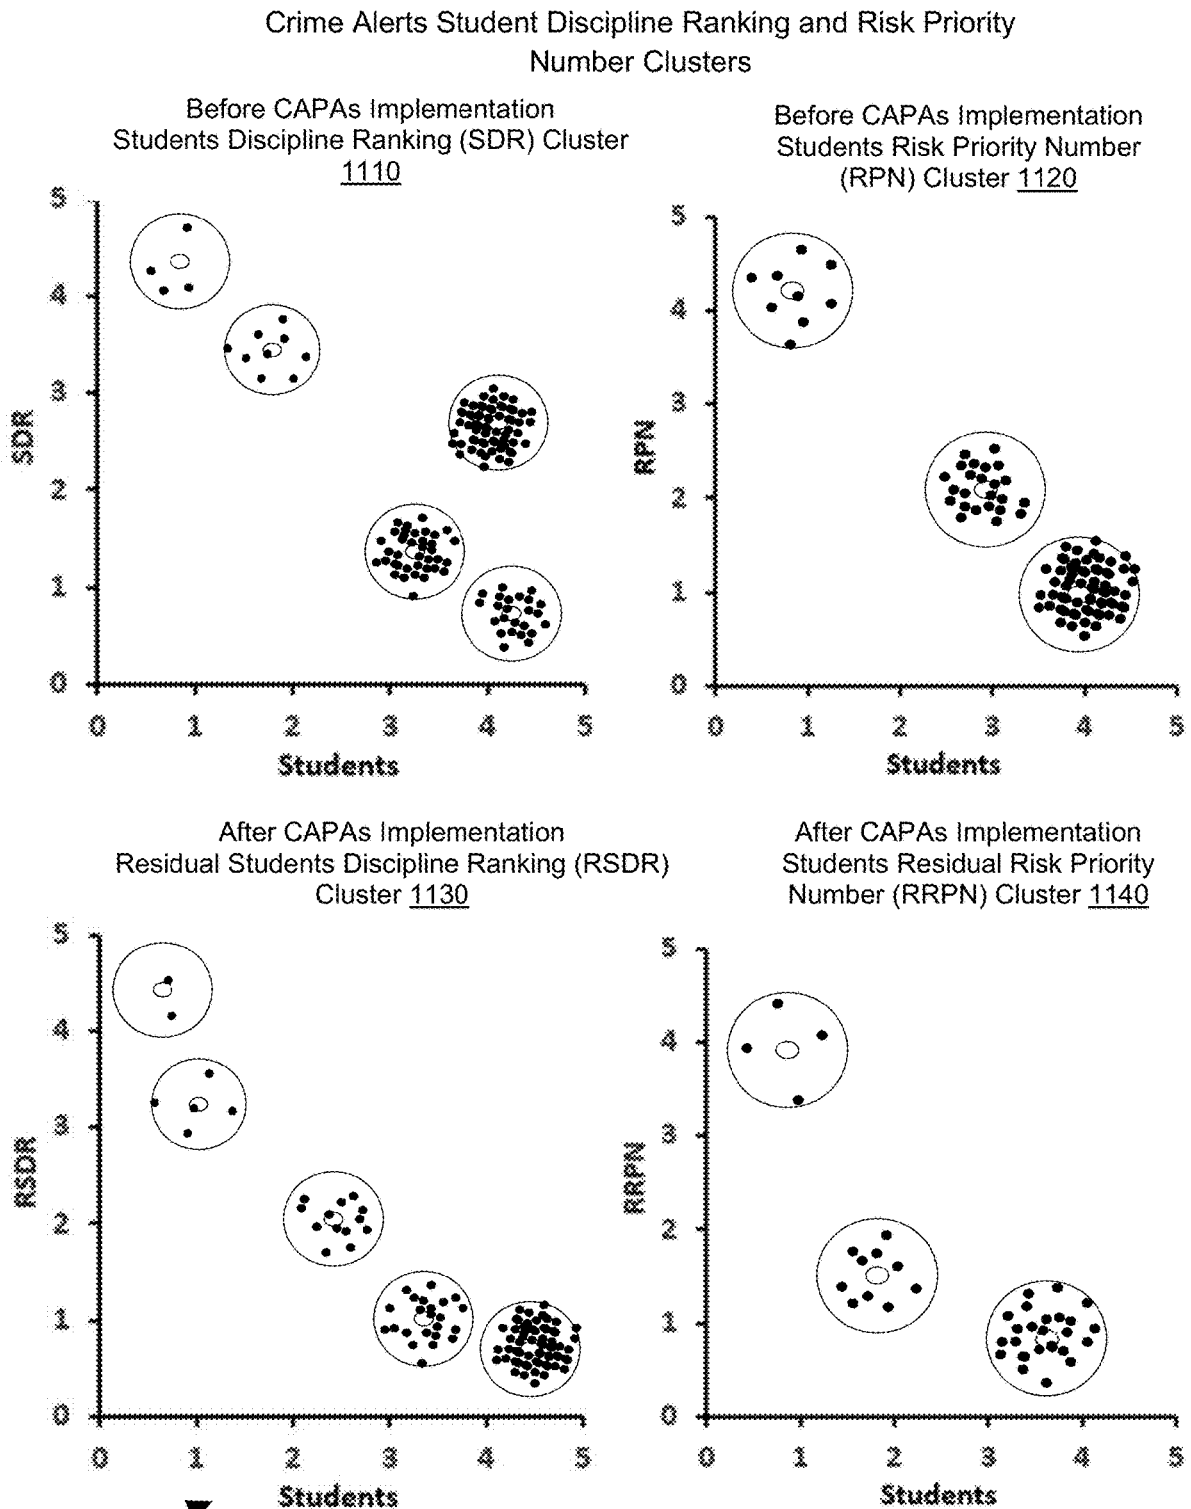 Crime Alerts Student Discipline Ranking and Risk Priority
Number Clusters
Before CAPAs Implementation
Students Discipline Ranking (SDR) Cluster
1110
5
4
3
2
1
0
SDR
0 1 2 3 4 5
Students
Before CAPAs Implementation
Students Risk Priority Number
(RPN) Cluster 1120
5
4
3
2
1
0
RPN
0 1 2 3 4 5
Students
After CAPAs Implementation
Residual Students Discipline Ranking (RSDR)
Cluster 1130
5
4
3
2
1
0
RSDR
0 1 2 3 4 5
Students
After CAPAs Implementation
Students Residual Risk Priority
Number (RRPN) Cluster 1140
5
4
3
2
1
0
RRPN
0 1 2 3 4 5
Students